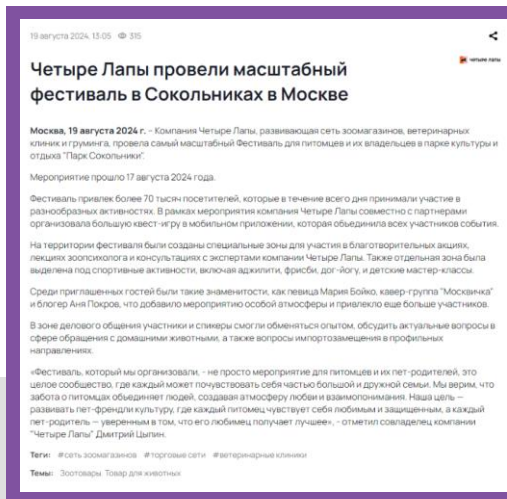 19 августа 2024, 13:05 315
четыре лапы
Четыре Лапы провели масштабный
фестиваль в Сокольниках в Москве
Москва, 19 августа 2024 г. - Компания Четыре Лапы, развивающая сеть зоомагазинов, ветеринарных
клиник и груминга, провела самый масштабный Фестиваль для питомцев и их владельцев в парке культуры и
отдыха "Парк Сокольники".
Мероприятие прошло 17 августа 2024 года.
Фестиваль привлек более 70 тысяч посетителей, которые в течение всего дня принимали участие в
разнообразных активностях. В рамках мероприятия компания Четыре Лапы совместно с партнерами
организовала большую квест-игру в мобильном приложении, которая объединила всех участников события.
На территории фестиваля были созданы специальные зоны для участия в благотворительных акциях,
лекциях зоопсихолога и консультациях с экспертами компании Четыре Лапы. Также отдельная зона была
выделена под спортивные активности, включая аджилити, фрисби, дог-йогу, и детские мастер-классы.
Среди приглашенных гостей были такие знаменитости, как певица Мария Бойко, кавер-группа "Москвичка"
и блогер Аня Покров, что добавило мероприятию особой атмосферы и привлекло еще больше участников.
В зоне делового общения участники и спикеры смогли обменяться опытом, обсудить актуальные вопросы в
сфере обращения с домашними животными, а также вопросы импортозамещения в профильных
направлениях.
«Фестиваль, который мы организовали, - не просто мероприятие для питомцев и их пет-родителей, это
целое сообщество, где каждый может почувствовать себя частью большой и дружной семьи. Мы верим, что
забота о питомцах объединяет людей, создавая атмосферу любви и взаимопонимания. Наша цель —
развивать пет-френдли культуру, где каждый питомец чувствует себя любимым и защищенным, а каждый
пет-родитель — уверенным в том, что его любимец получает лучшее», - отметил совладелец компании
"Четыре Лапы" Дмитрий Цыпин.
Теги: #сеть зоомагазинов #торговые сети #ветеринарные клиники
Темы: Зоотовары Товар для животных